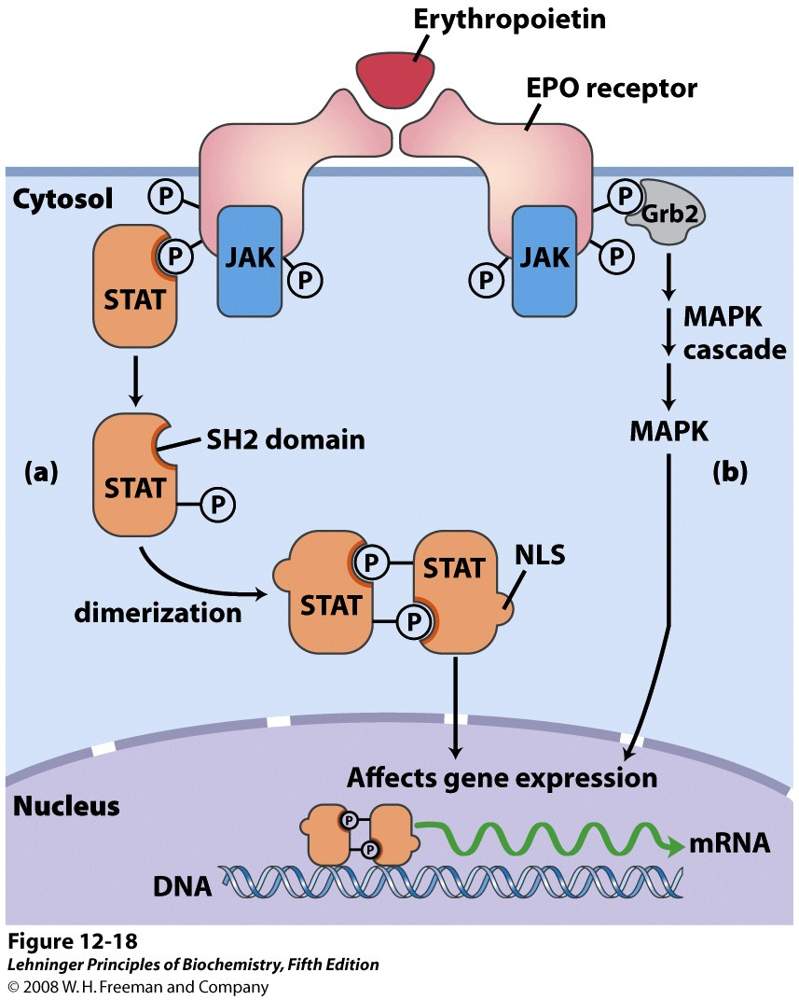 Erythropoietin
EPO receptor
Cytosol
P
P
STAT
JAK
P
P
JAK
P
P
Grb2
MAPK
cascade
MAPK
(a)
SH2 domain
STAT
P
(b)
dimerization
STAT
P
STAT
P
NLS
Affects gene expression
Nucleus
P
P
mRNA
DNA
Figure 12-18
Lehninger Principles of Biochemistry, Fifth Edition
© 2008 W. H. Freeman and Company